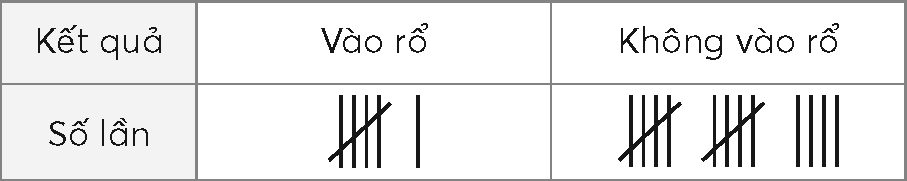 Kết quả
Vào rổ
Không vào rổ
Số lần